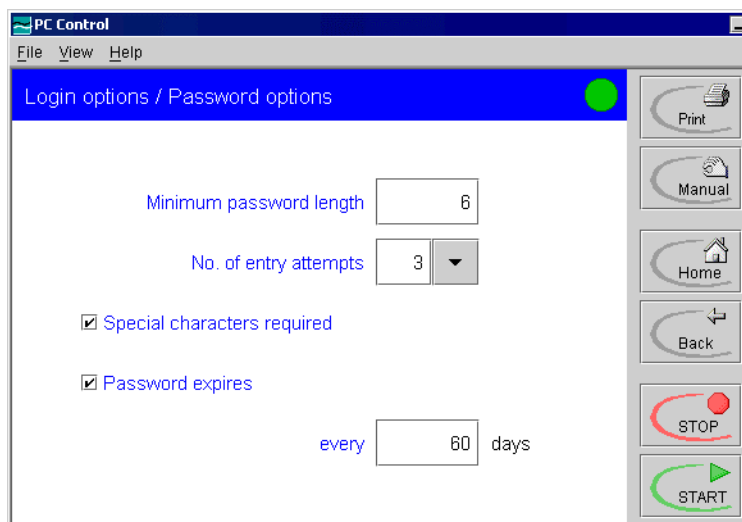 PC Control
File View Help
Login options / Password options
Print
Minimum password length 6
Manual
No. of entry attempts 3
Home
Special characters required
Back
Password expires
STOP
every 60 days
START